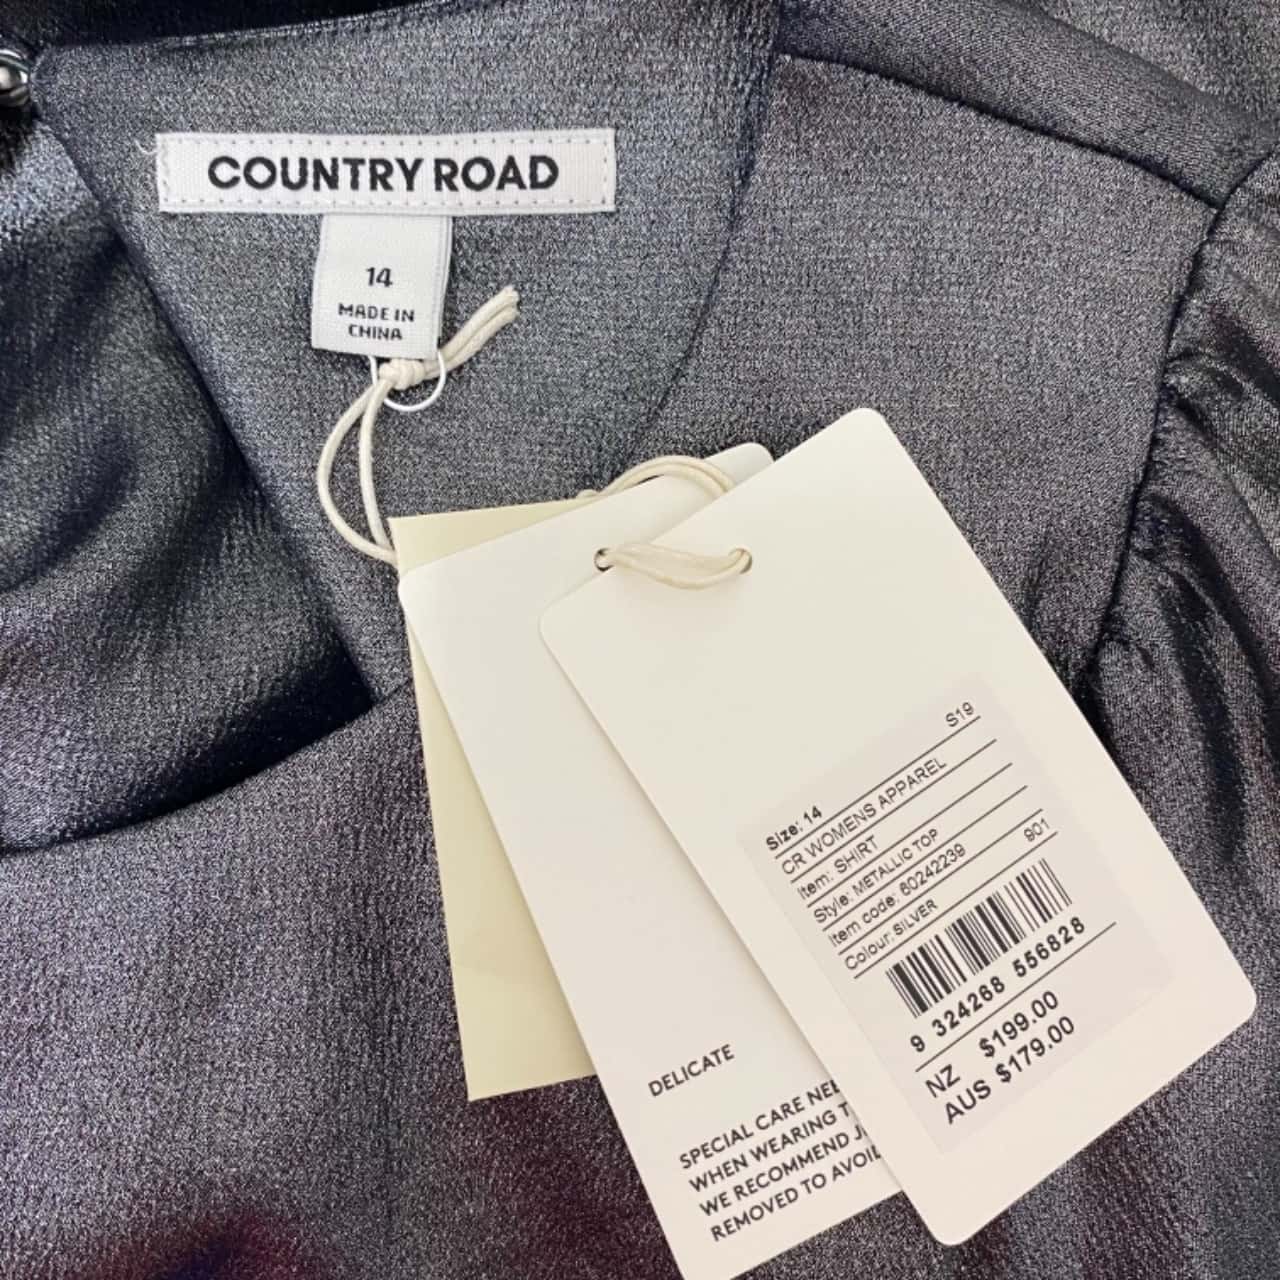 COUNTRY ROAD
14
MADE IN
CHINA
S19
Size: 14
CR WOMENS APPAREL
Item: SHIRT
Style: METALLIC TOP
Item code: 60242239 901
Colour: SILVER
9 324268 556828
NZ $199.00
AUS $179.00
DELICATE
SPECIAL CARE
WHEN WEARING
WE RECOMMEND
REMOVED TO AVOID